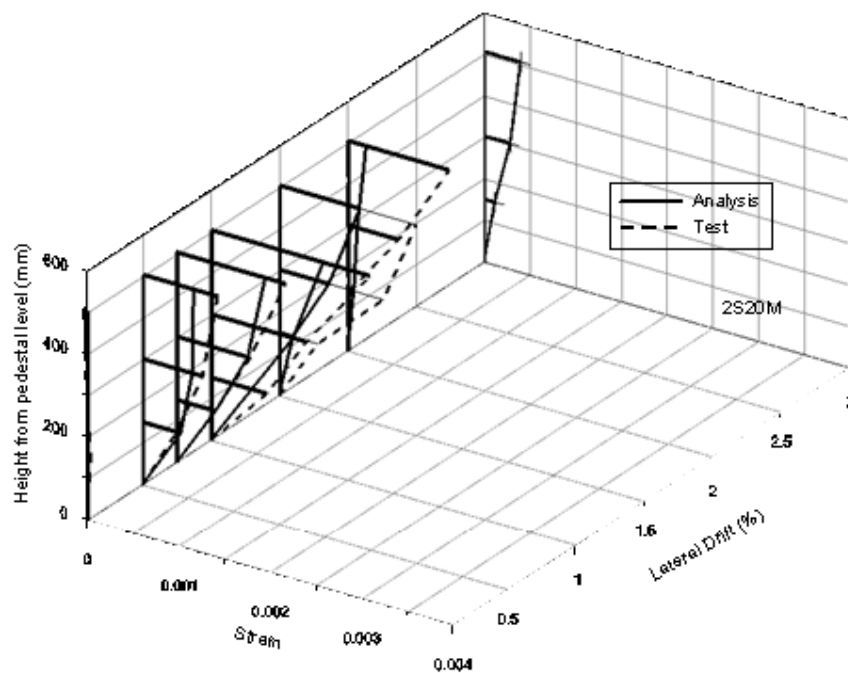 Analysis
Test
2S20M
Height from pedestal level (mm)
600
400
200
0
0
0.001
0.002
0.003
0.004
Strain
0.5
1
1.5
2
2.5
Lateral Drift (%)